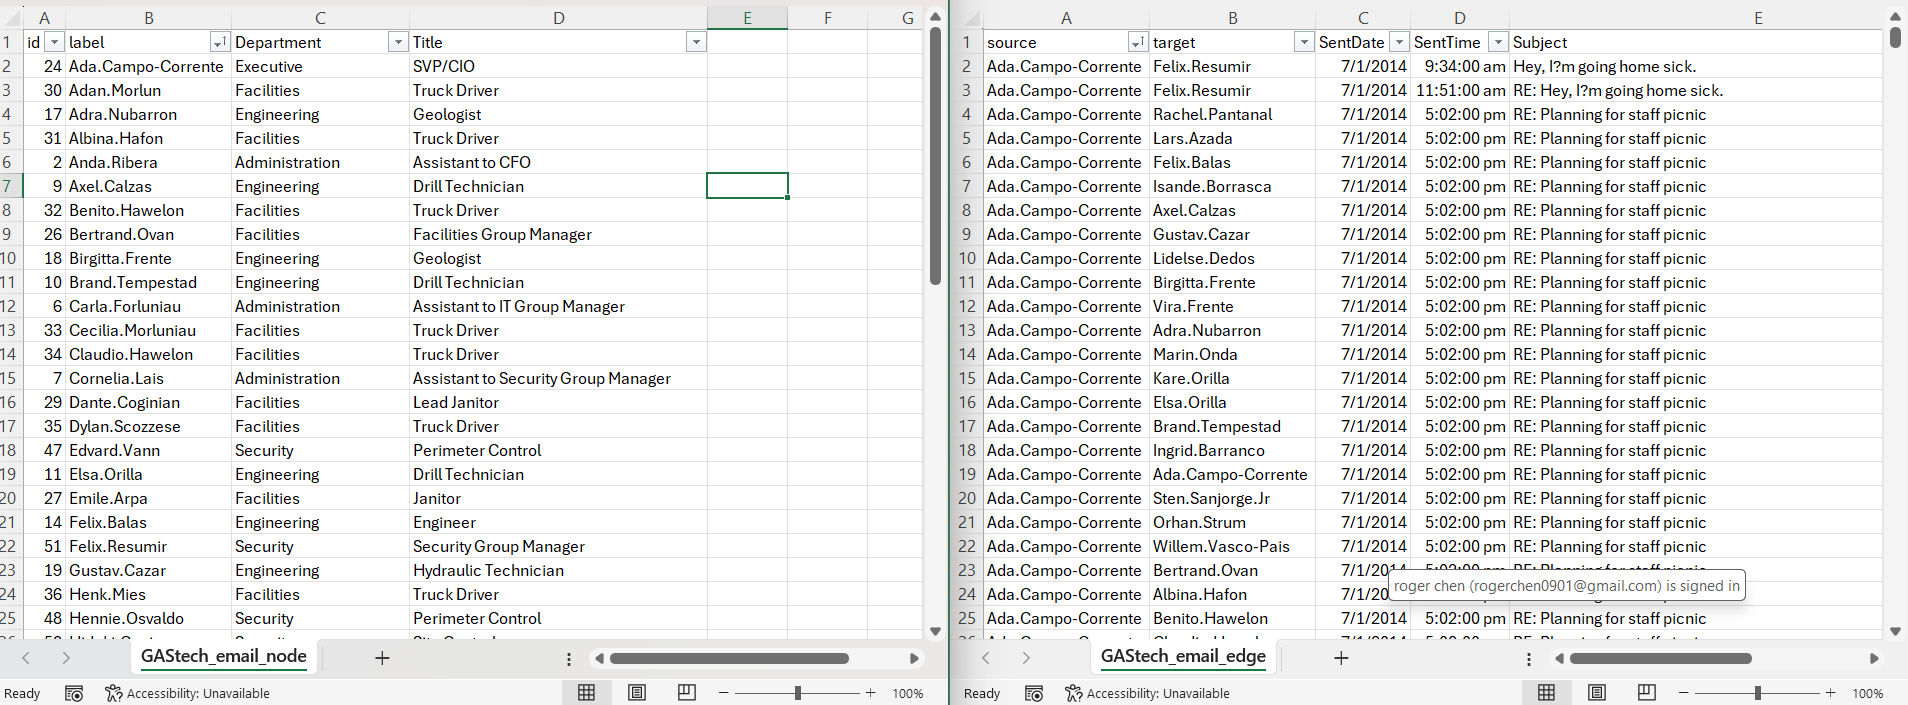 A B C D E F G
1 id label Department Title
2 24 Ada.Campo-Corrente Executive SVP/CIO
3 30 Adan.Morlun Facilities Truck Driver
4 17 Adra.Nubarron Engineering Geologist
5 31 Albina.Hafon Facilities Truck Driver
6 2 Anda.Ribera Administration Assistant to CFO
7 9 Axel.Calzas Engineering Drill Technician
8 32 Benito.Hawelon Facilities Truck Driver
9 26 Bertrand.Ovan Facilities Facilities Group Manager
10 18 Birgitta.Frente Engineering Geologist
11 10 Brand.Tempestad Engineering Drill Technician
12 6 Carla.Forluniau Administration Assistant to IT Group Manager
13 33 Cecilia.Morluniau Facilities Truck Driver
14 34 Claudio.Hawelon Facilities Truck Driver
15 7 Cornelia.Lais Administration Assistant to Security Group Manager
16 29 Dante.Coginian Facilities Lead Janitor
17 35 Dylan.Scozzese Facilities Truck Driver
18 47 Edvard.Vann Security Perimeter Control
19 11 Elsa.Orilla Engineering Drill Technician
20 27 Emile.Arpa Facilities Janitor
21 14 Felix.Balas Engineering Engineer
22 51 Felix.Resumir Security Security Group Manager
23 19 Gustav.Cazar Engineering Hydraulic Technician
24 36 Henk.Mies Facilities Truck Driver
25 48 Hennie.Osvaldo Security Perimeter Control
GAStech_email_node
Ready Accessibility: Unavailable 100%
A B C D E
1 source target SentDate SentTime Subject
2 Ada.Campo-Corrente Felix.Resumir 7/1/2014 9:34:00 am Hey, I?m going home sick.
3 Ada.Campo-Corrente Felix.Resumir 7/1/2014 11:51:00 am RE: Hey, I?m going home sick.
4 Ada.Campo-Corrente Rachel.Pantanal 7/1/2014 5:02:00 pm RE: Planning for staff picnic
5 Ada.Campo-Corrente Lars.Azada 7/1/2014 5:02:00 pm RE: Planning for staff picnic
6 Ada.Campo-Corrente Felix.Balas 7/1/2014 5:02:00 pm RE: Planning for staff picnic
7 Ada.Campo-Corrente Isande.Borrasca 7/1/2014 5:02:00 pm RE: Planning for staff picnic
8 Ada.Campo-Corrente Axel.Calzas 7/1/2014 5:02:00 pm RE: Planning for staff picnic
9 Ada.Campo-Corrente Gustav.Cazar 7/1/2014 5:02:00 pm RE: Planning for staff picnic
10 Ada.Campo-Corrente Lidelse.Dedos 7/1/2014 5:02:00 pm RE: Planning for staff picnic
11 Ada.Campo-Corrente Birgitta.Frente 7/1/2014 5:02:00 pm RE: Planning for staff picnic
12 Ada.Campo-Corrente Vira.Frente 7/1/2014 5:02:00 pm RE: Planning for staff picnic
13 Ada.Campo-Corrente Adra.Nubarron 7/1/2014 5:02:00 pm RE: Planning for staff picnic
14 Ada.Campo-Corrente Marin.Onda 7/1/2014 5:02:00 pm RE: Planning for staff picnic
15 Ada.Campo-Corrente Kare.Orilla 7/1/2014 5:02:00 pm RE: Planning for staff picnic
16 Ada.Campo-Corrente Elsa.Orilla 7/1/2014 5:02:00 pm RE: Planning for staff picnic
17 Ada.Campo-Corrente Brand.Tempestad 7/1/2014 5:02:00 pm RE: Planning for staff picnic
18 Ada.Campo-Corrente Ingrid.Barranco 7/1/2014 5:02:00 pm RE: Planning for staff picnic
19 Ada.Campo-Corrente Ada.Campo-Corrente 7/1/2014 5:02:00 pm RE: Planning for staff picnic
20 Ada.Campo-Corrente Sten.Sanjorge.Jr 7/1/2014 5:02:00 pm RE: Planning for staff picnic
21 Ada.Campo-Corrente Orhan.Strum 7/1/2014 5:02:00 pm RE: Planning for staff picnic
22 Ada.Campo-Corrente Willem.Vasco-Pais 7/1/2014 5:02:00 pm RE: Planning for staff picnic
23 Ada.Campo-Corrente Bertrand.Ovan
roger chen (rogerchen0901@gmail.com) is signed in
24 Ada.Campo-Corrente Albina.Hafon
25 Ada.Campo-Corrente Benito.Hawelon 7/1/2014 5:02:00 pm RE: Planning for staff picnic
GAStech_email_edge
Ready Accessibility: Unavailable 100%